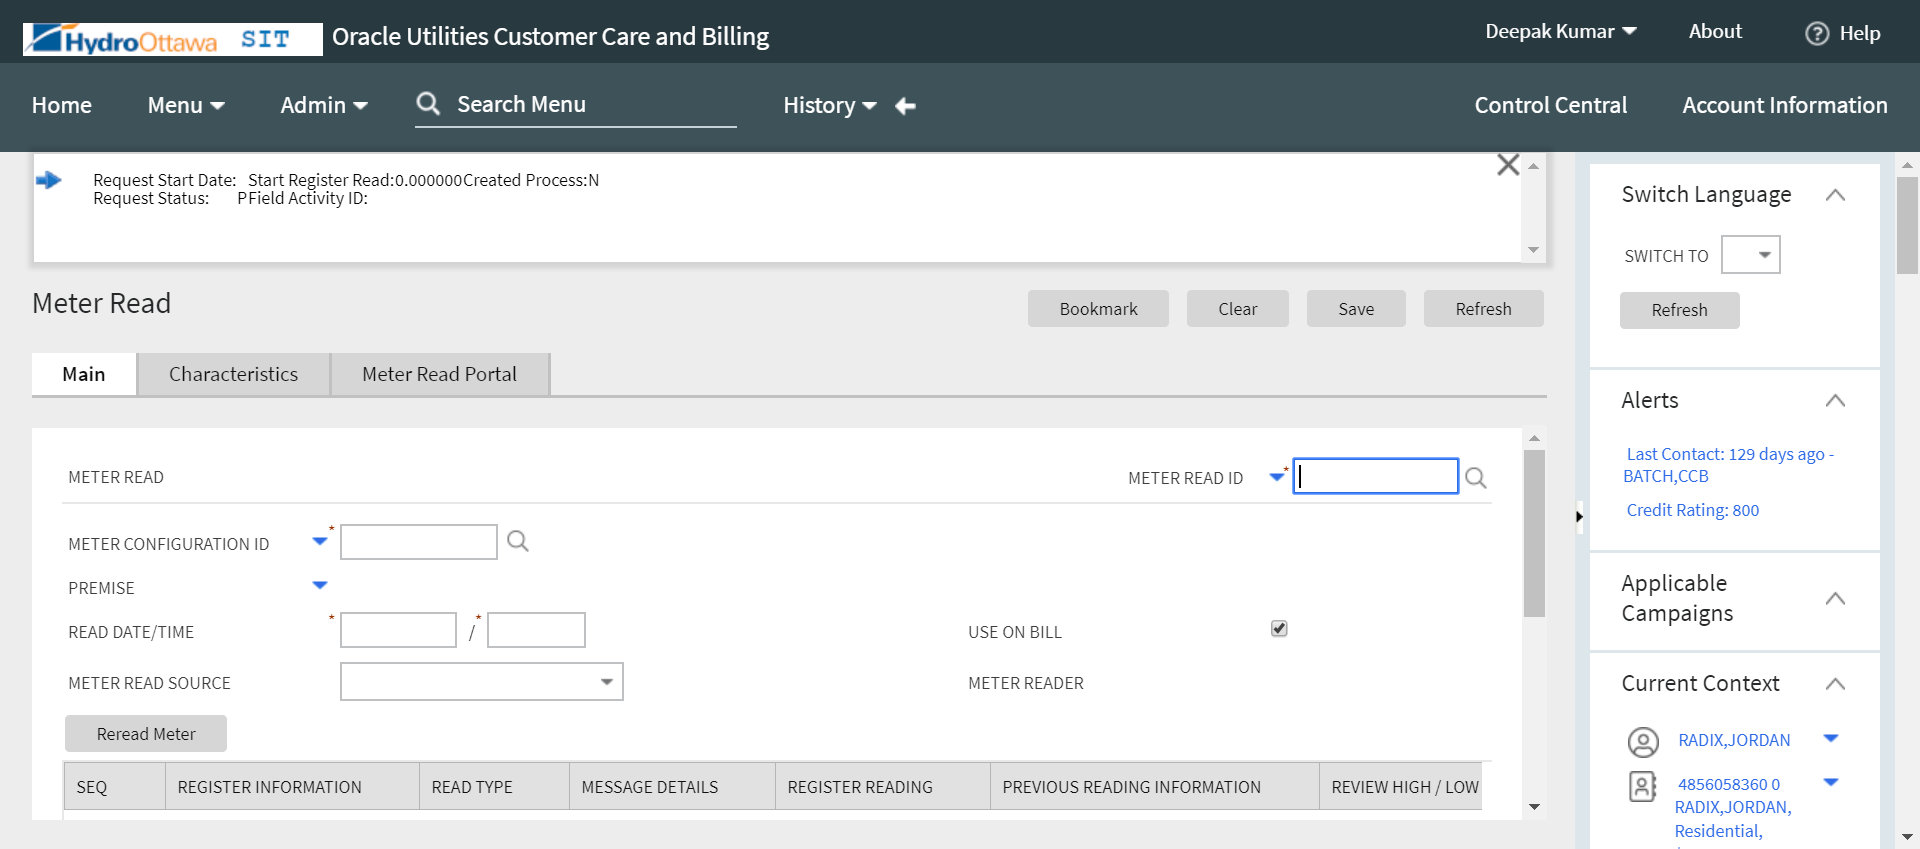 HydroOttawa SIT Oracle Utilities Customer Care and Billing Deepak Kumar About ? Help
Home Menu Admin Search Menu History Control Central Account Information
Request Start Date: Start Register Read:0.000000Created Process:N
Request Status: PField Activity ID:
Meter Read Bookmark Clear Save Refresh
Main Characteristics Meter Read Portal
METER READ METER READ ID *
METER CONFIGURATION ID *
PREMISE
READ DATE/TIME * / * USE ON BILL
METER READ SOURCE METER READER
Reread Meter
SEQ REGISTER INFORMATION READ TYPE MESSAGE DETAILS REGISTER READING PREVIOUS READING INFORMATION REVIEW HIGH / LOW
Switch Language
SWITCH TO
Refresh
Alerts
Last Contact: 129 days ago -
BATCH,CCB
Credit Rating: 800
Applicable
Campaigns
Current Context
RADIX,JORDAN
4856058360 0
RADIX,JORDAN,
Residential,